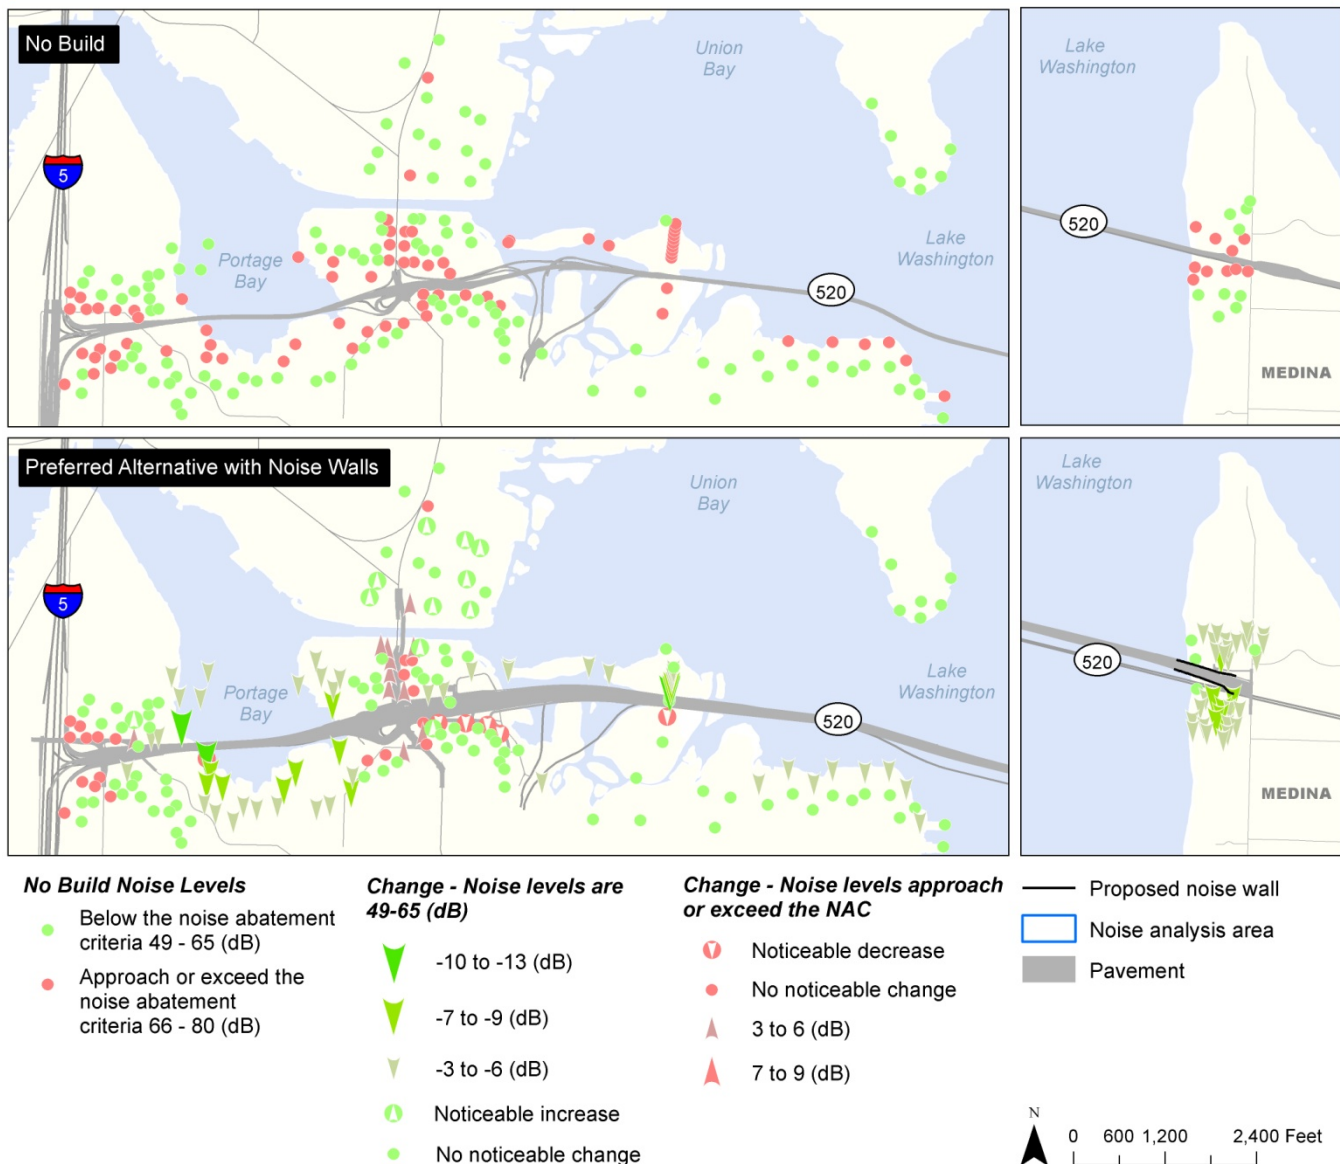 No Build
Union
Bay
Lake
Washington
5
Portage
Bay
Lake
Washington
520
520
MEDINA
Preferred Alternative with Noise Walls
Union
Bay
Lake
Washington
5
Portage
Bay
Lake
Washington
520
520
MEDINA
No Build Noise Levels
Below the noise abatement
criteria 49 - 65 (dB)
Approach or exceed the
noise abatement
criteria 66 - 80 (dB)
Change - Noise levels are
49-65 (dB)
-10 to -13 (dB)
-7 to -9 (dB)
-3 to -6 (dB)
Noticeable increase
No noticeable change
Change - Noise levels approach
or exceed the NAC
Noticeable decrease
No noticeable change
3 to 6 (dB)
7 to 9 (dB)
Proposed noise wall
Noise analysis area
Pavement
N
0 600 1,200 2,400 Feet